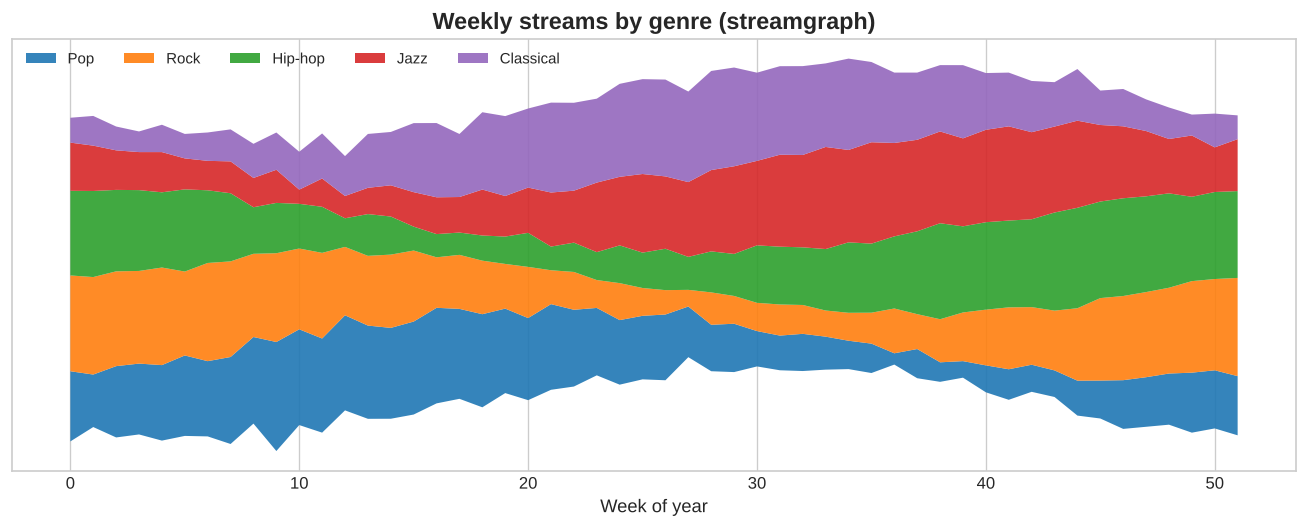 Weekly streams by genre (streamgraph)
Pop Rock Hip-hop Jazz Classical
0 10 20 30 40 50
Week of year